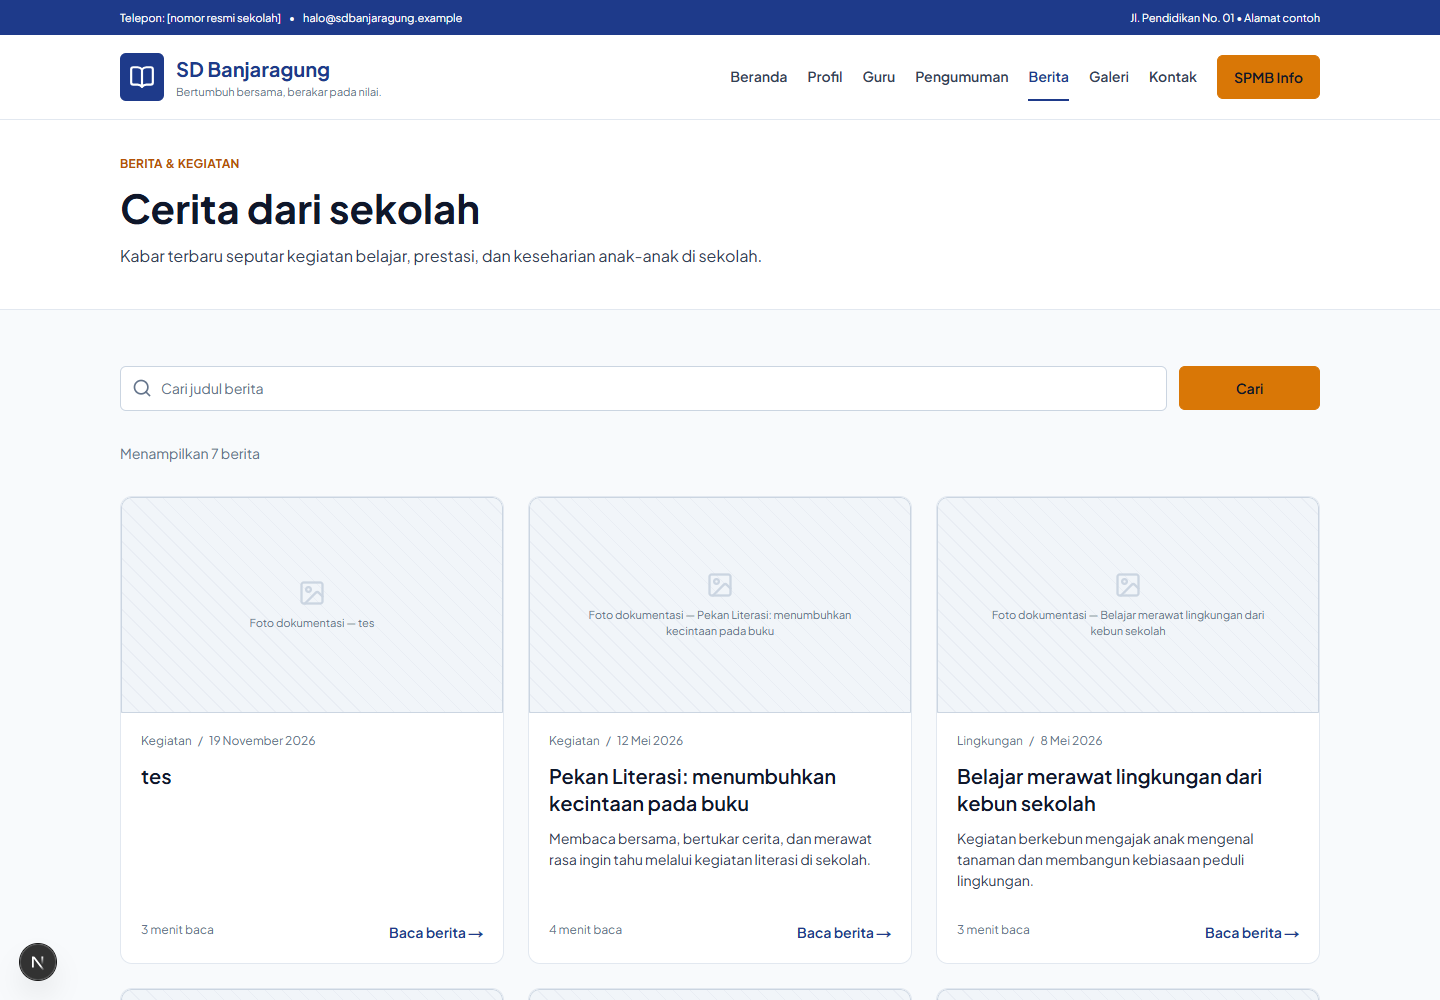 Telepon: [nomor resmi sekolah] • halo@sdbanjaragung.example
Jl. Pendidikan No. 01 • Alamat contoh
SD Banjaragung
Bertumbuh bersama, berakar pada nilai.
Beranda Profil Guru Pengumuman Berita Galeri Kontak SPMB Info
BERITA & KEGIATAN
Cerita dari sekolah
Kabar terbaru seputar kegiatan belajar, prestasi, dan keseharian anak-anak di sekolah.
Cari judul berita
Cari
Menampilkan 7 berita
Foto dokumentasi — tes
Kegiatan / 19 November 2026
tes
3 menit baca
Baca berita →
Foto dokumentasi — Pekan Literasi: menumbuhkan
kecintaan pada buku
Kegiatan / 12 Mei 2026
Pekan Literasi: menumbuhkan
kecintaan pada buku
Membaca bersama, bertukar cerita, dan merawat
rasa ingin tahu melalui kegiatan literasi di sekolah.
4 menit baca
Baca berita →
Foto dokumentasi — Belajar merawat lingkungan dari
kebun sekolah
Lingkungan / 8 Mei 2026
Belajar merawat lingkungan dari
kebun sekolah
Kegiatan berkebun mengajak anak mengenal
tanaman dan membangun kebiasaan peduli
lingkungan.
3 menit baca
Baca berita →
N